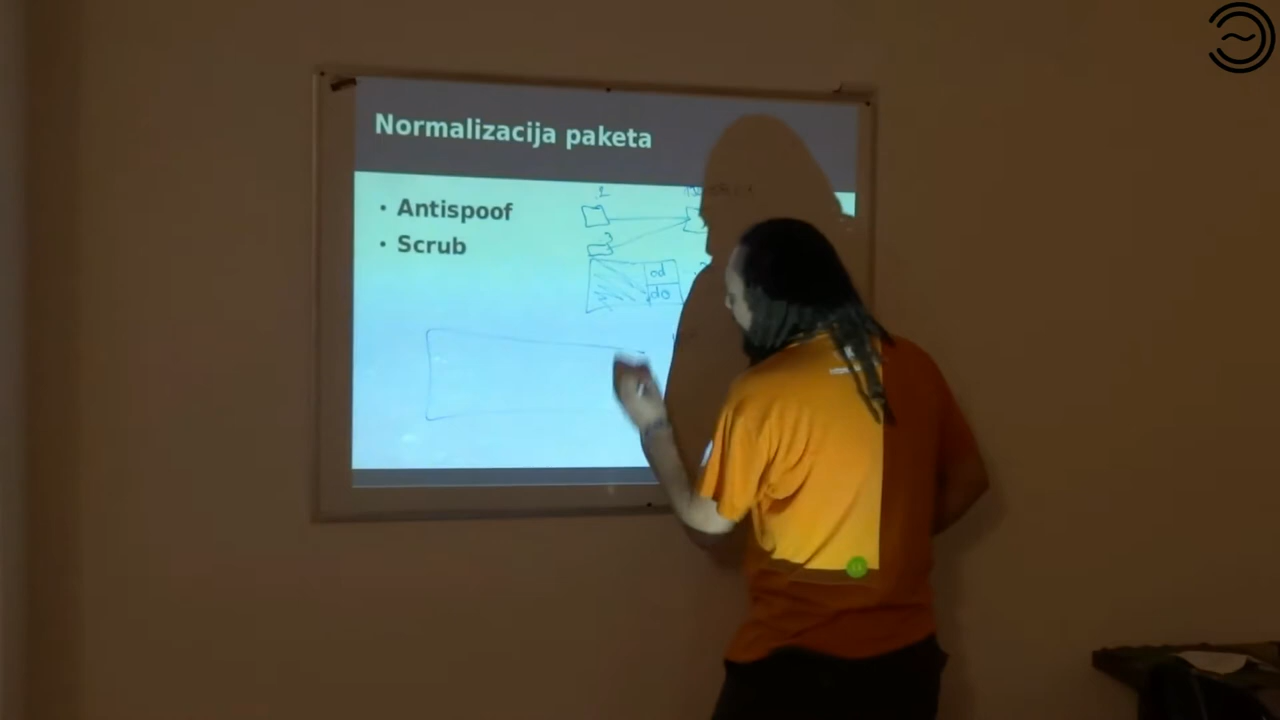 Normalizacija paketa
• Antispoof
• Scrub
od
do